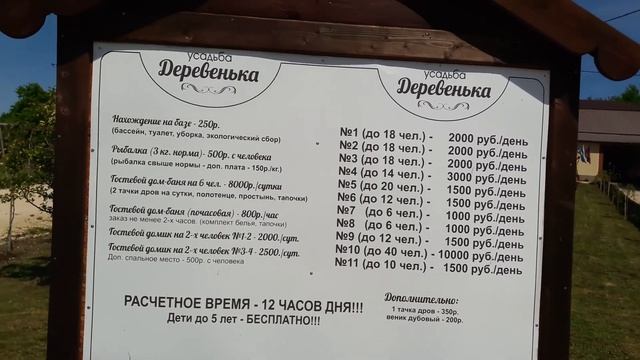 усадьба
Деревенька
Нахождение на базе - 250р.
(бассейн, туалет, уборка, экологический сбор)
Рыбалка (3 кг. норма)- 500р. с человека
(рыбалка свыше нормы - доп. плата - 150р./кг.)
Гостевой дом-баня на 6 чел. - 8000р./сутки
(2 тачки дров на сутки, полотенце, простынь, тапочки)
Гостевой дом-баня (почасовая) - 800р./час
заказ не менее 2-х часов. (комплект белья, тапочки)
Гостевой домик на 2-х человек №1-2 - 2000./сут.
Гостевой домик на 2-х человек №3-4 - 2500./сут.
Доп. спальное место - 500р. с человека
усадьба
Деревенька
№1 (до 18 чел.) - 2000 руб./день
№2 (до 18 чел.) - 2000 руб./день
№3 (до 18 чел.) - 2000 руб./день
№4 (до 14 чел.) - 3000 руб./день
№5 (до 20 чел.) - 1500 руб./день
№6 (до 12 чел.) - 1500 руб./день
№7 (до 6 чел.) - 1000 руб./день
№8 (до 6 чел.) - 1000 руб./день
№9 (до 12 чел.) - 1500 руб./день
№10 (до 40 чел.) - 10000 руб./день
№11 (до 10 чел.) - 1500 руб./день
РАСЧЕТНОЕ ВРЕМЯ - 12 ЧАСОВ ДНЯ!!!
Дети до 5 лет - БЕСПЛАТНО!!!
Дополнительно:
1 тачка дров - 350р.
веник дубовый - 200р.